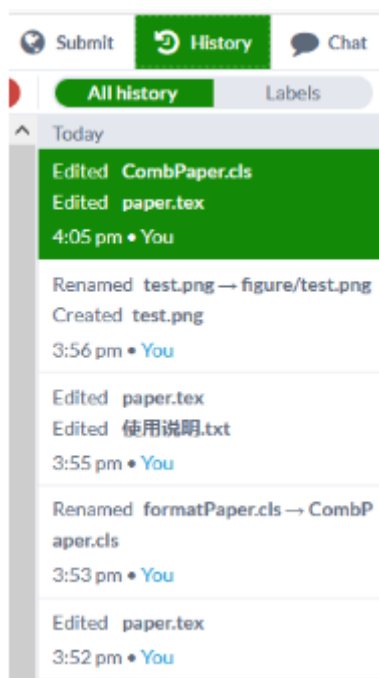 Submit History Chat
All history Labels
Today
Edited CombPaper.cls
Edited paper.tex
4:05 pm • You
Renamed test.png → figure/test.png
Created test.png
3:56 pm • You
Edited paper.tex
Edited 使用说明.txt
3:55 pm • You
Renamed formatPaper.cls → CombP
aper.cls
3:53 pm • You
Edited paper.tex
3:52 pm • You